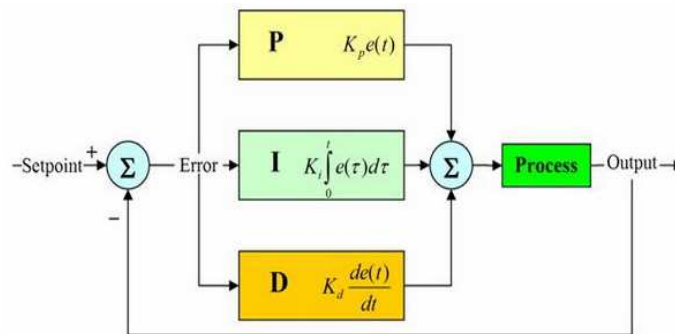 P K_p e(t)
−Setpoint + Σ Error I K_i ∫_0^t e(τ)dτ Σ Process Output
−
D K_d de(t)/dt